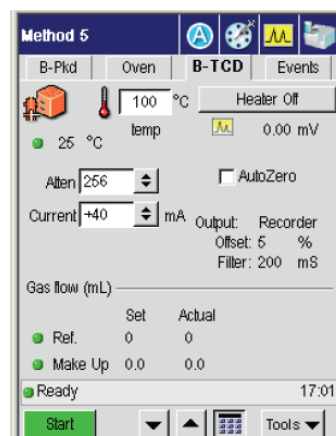 Method 5
B-Pkd Oven B-TCD Events
100 °C Heater Off
temp 0.00 mV
25 °C
Atten 256 AutoZero
Current +40 mA Output: Recorder
Offset: 5 %
Filter: 200 mS
Gas flow (mL)
Set Actual
Ref. 0 0
Make Up 0.0 0.0
Ready 17:01
Start Tools